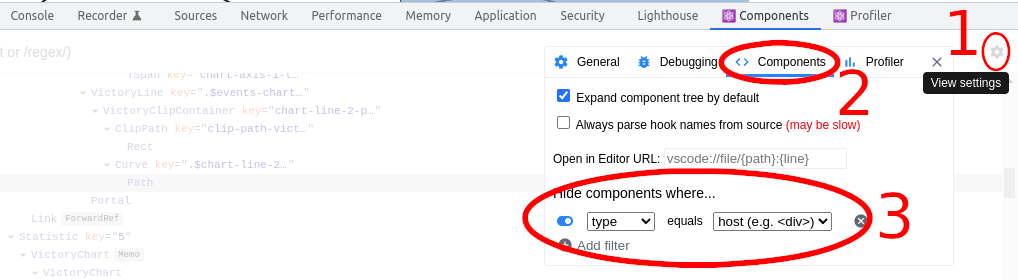 Console Recorder Sources Network Performance Memory Application Security Lighthouse Components Profiler
1
t or /regex/)
General Debugging Components Profiler
View settings
2
TSpan key="chart-axis-1-t…
VictoryLine key=".$events-chart…
Expand component tree by default
VictoryClipContainer key="chart-line-2-p…
ClipPath key="clip-path-vict…"
Always parse hook names from source (may be slow)
Rect
Curve key=".$chart-line-2…"
Open in Editor URL: vscode://file/{path}:{line}
Path
Portal
Hide components where...
3
Link ForwardRef
type equals host (e.g. <div>)
Statistic key="5"
Add filter
VictoryChart Memo
VictoryChart